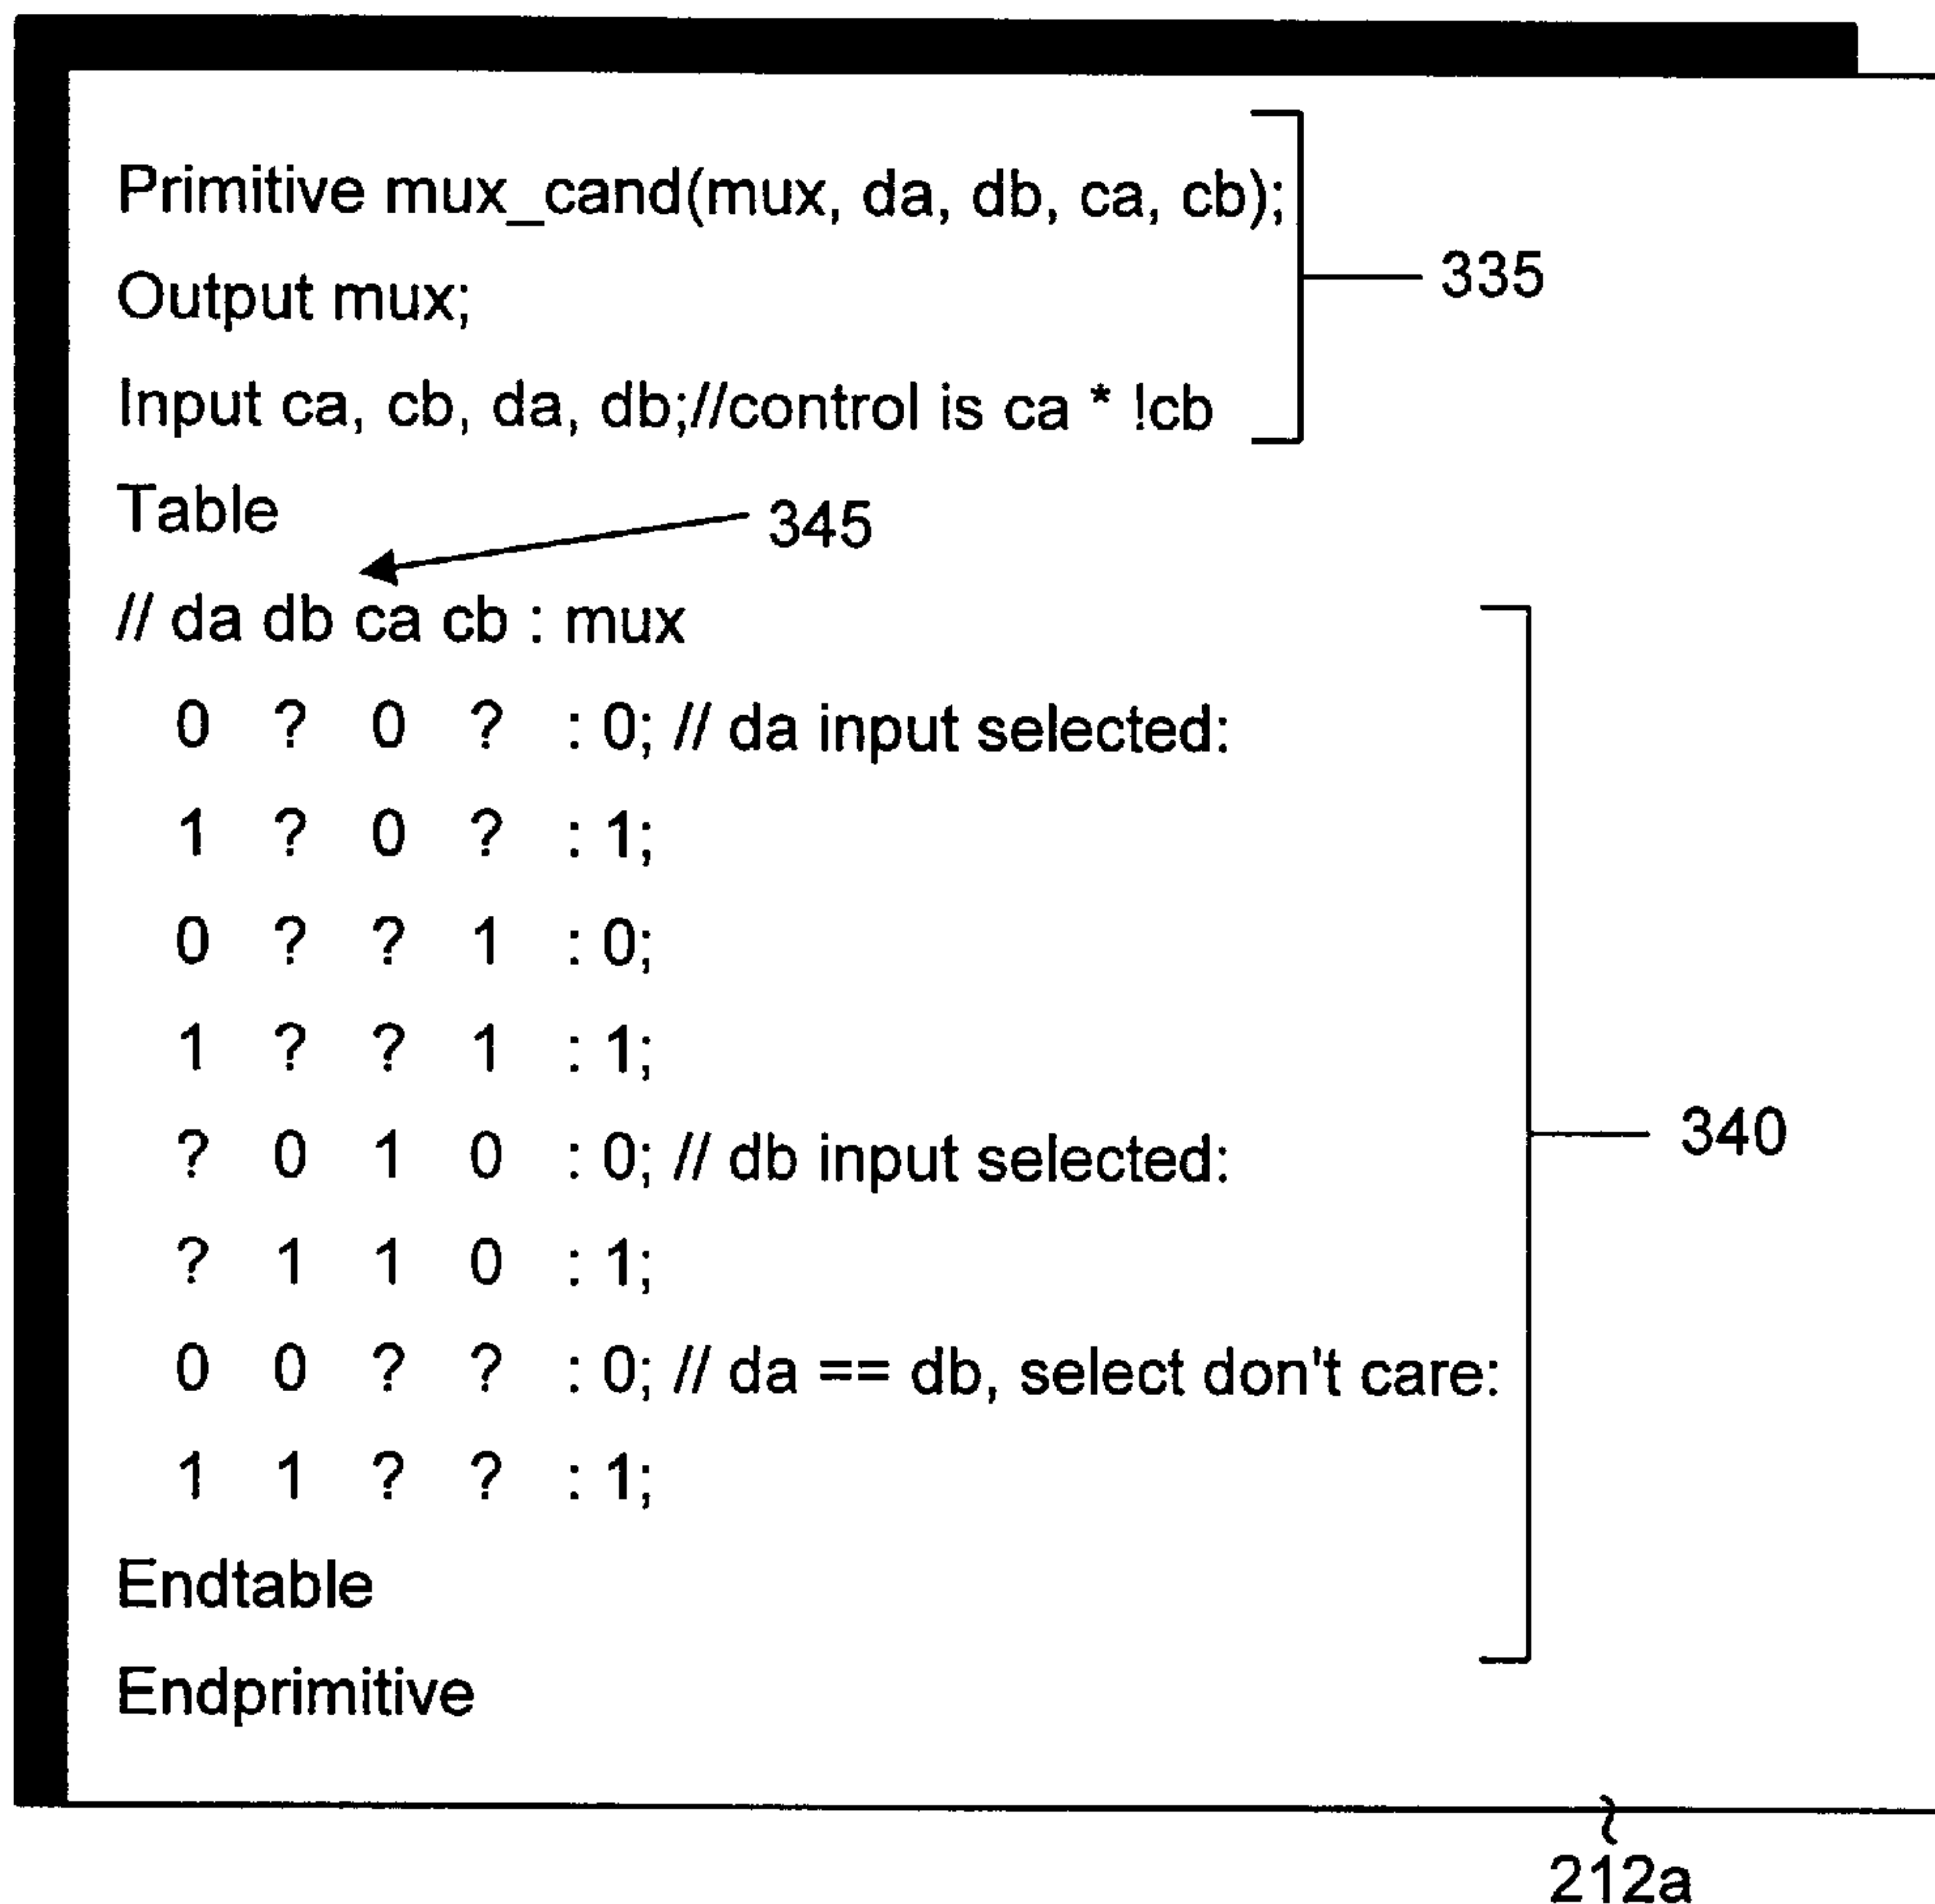 Primitive mux_cand(mux, da, db, ca, cb);
Output mux;
335
Input ca, cb, da, db;//control is ca * !cb
Table
345
// da db ca cb : mux
0 ? 0 ? : 0; // da input selected:
1 ? 0 ? : 1;
0 ? ? 1 : 0;
1 ? ? 1 : 1;
? 0 1 0 : 0; // db input selected:
340
? 1 1 0 : 1;
0 0 ? ? : 0; // da == db, select don't care:
1 1 ? ? : 1;
Endtable
Endprimitive
212a